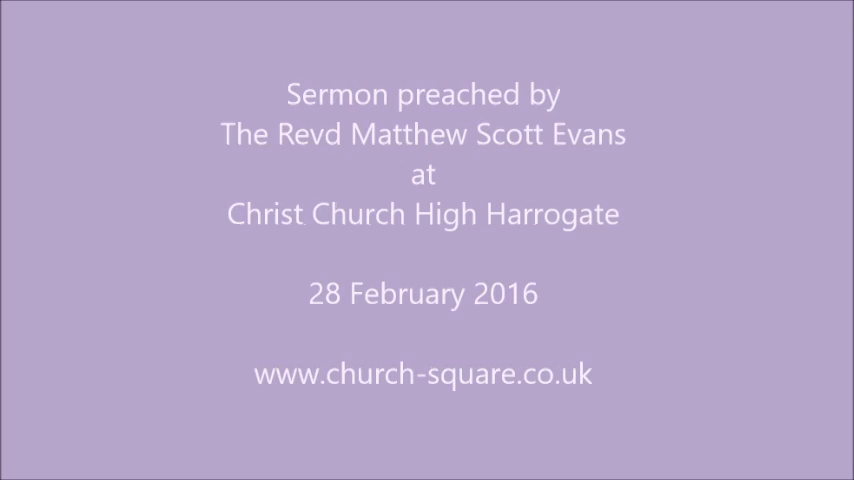 Sermon preached by
The Revd Matthew Scott Evans
at
Christ Church High Harrogate
28 February 2016
www.church-square.co.uk